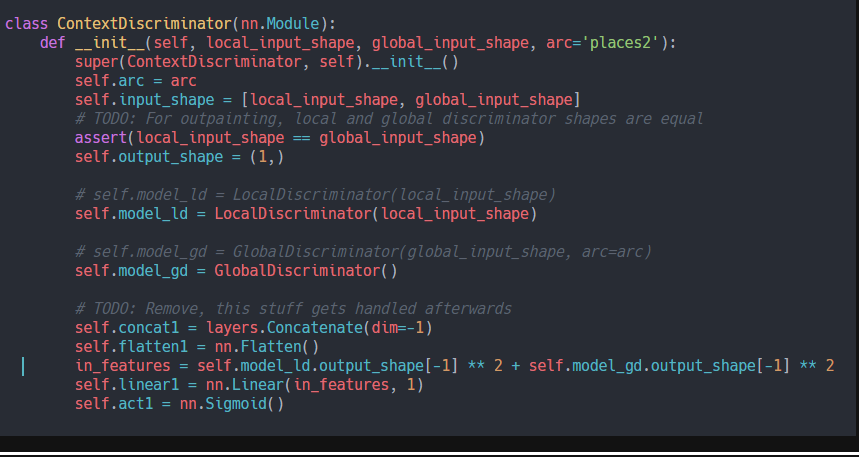 class ContextDiscriminator(nn.Module):
    def __init__(self, local_input_shape, global_input_shape, arc='places2'):
        super(ContextDiscriminator, self).__init__()
        self.arc = arc
        self.input_shape = [local_input_shape, global_input_shape]
        # TODO: For outpainting, local and global discriminator shapes are equal
        assert(local_input_shape == global_input_shape)
        self.output_shape = (1,)
        # self.model_ld = LocalDiscriminator(local_input_shape)
        self.model_ld = LocalDiscriminator(local_input_shape)
        # self.model_gd = GlobalDiscriminator(global_input_shape, arc=arc)
        self.model_gd = GlobalDiscriminator()
        # TODO: Remove, this stuff gets handled afterwards
        self.concat1 = layers.Concatenate(dim=-1)
        self.flatten1 = nn.Flatten()
        in_features = self.model_ld.output_shape[-1] ** 2 + self.model_gd.output_shape[-1] ** 2
        self.linear1 = nn.Linear(in_features, 1)
        self.act1 = nn.Sigmoid()